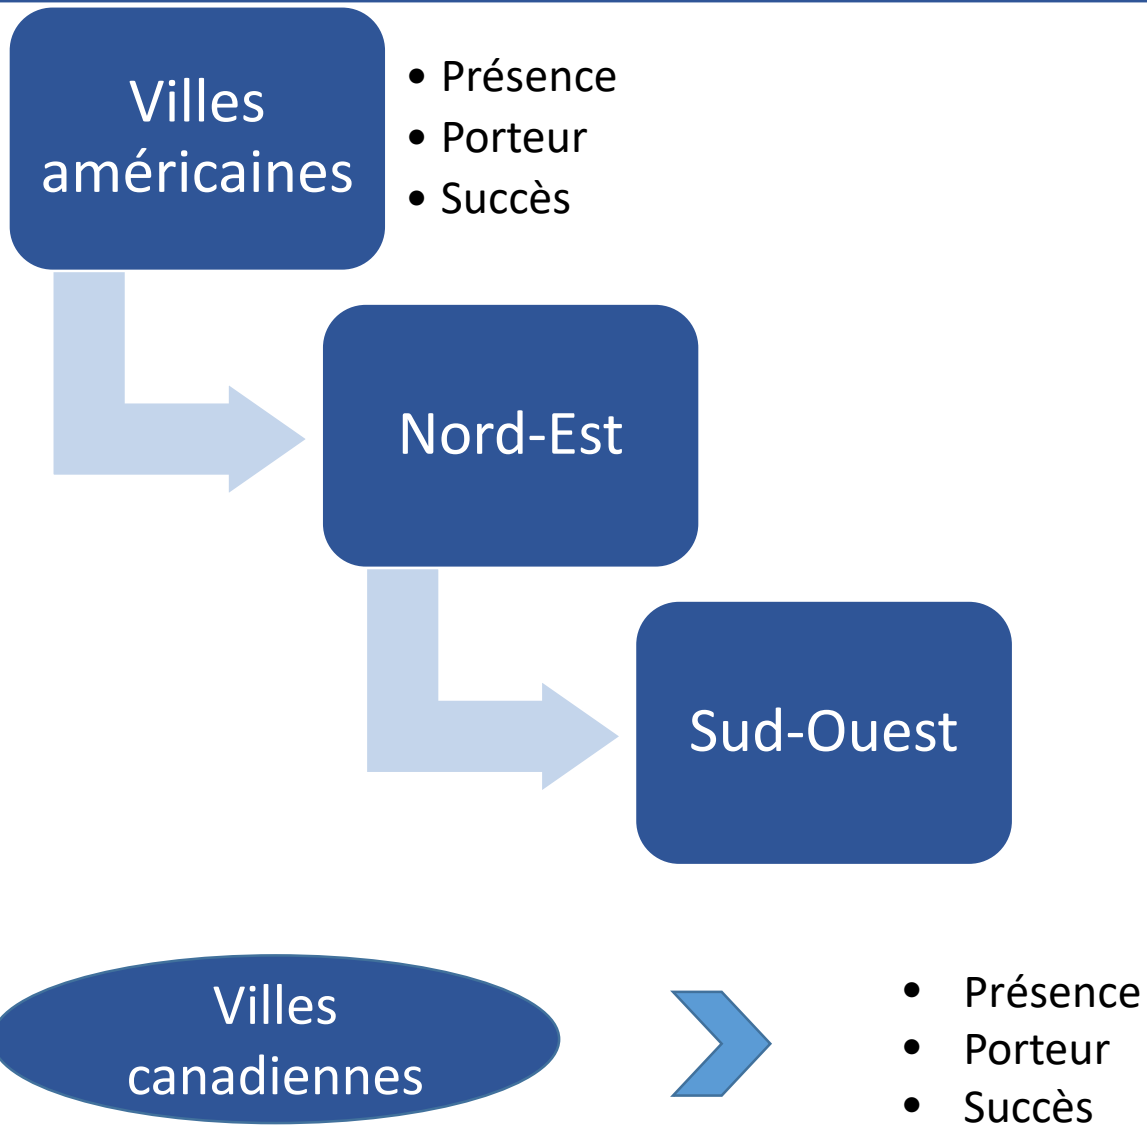 Villes
américaines
• Présence
• Porteur
• Succès
Nord-Est
Sud-Ouest
Villes
canadiennes
• Présence
• Porteur
• Succès